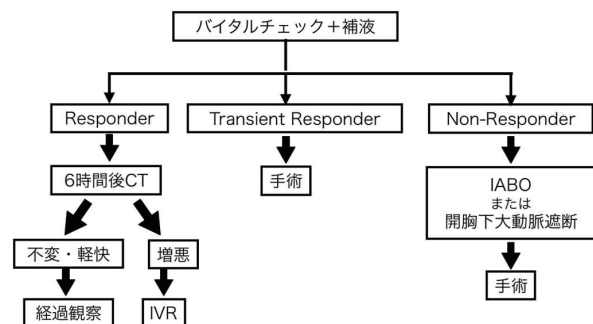 バイタルチェック＋補液
Responder
Transient Responder
Non-Responder
6時間後CT
手術
IABO
または
開胸下大動脈遮断
不変・軽快
増悪
手術
経過観察
IVR